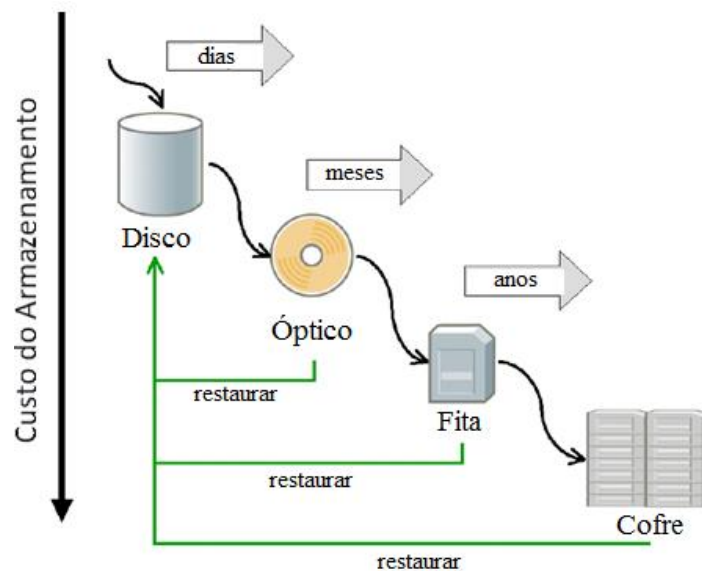 dias
meses
Disco
anos
Óptico
restaurar
Fita
restaurar
Cofre
restaurar
Custo do Armazenamento